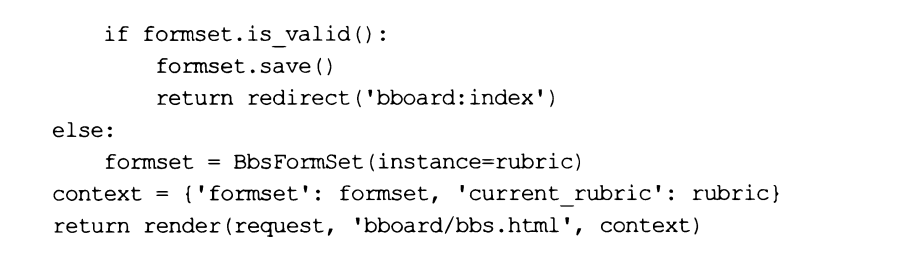 if formset.is_valid():
            formset.save()
            return redirect('bboard:index')
    else:
        formset = BbsFormSet(instance=rubric)
    context = {'formset': formset, 'current_rubric': rubric}
    return render(request, 'bboard/bbs.html', context)